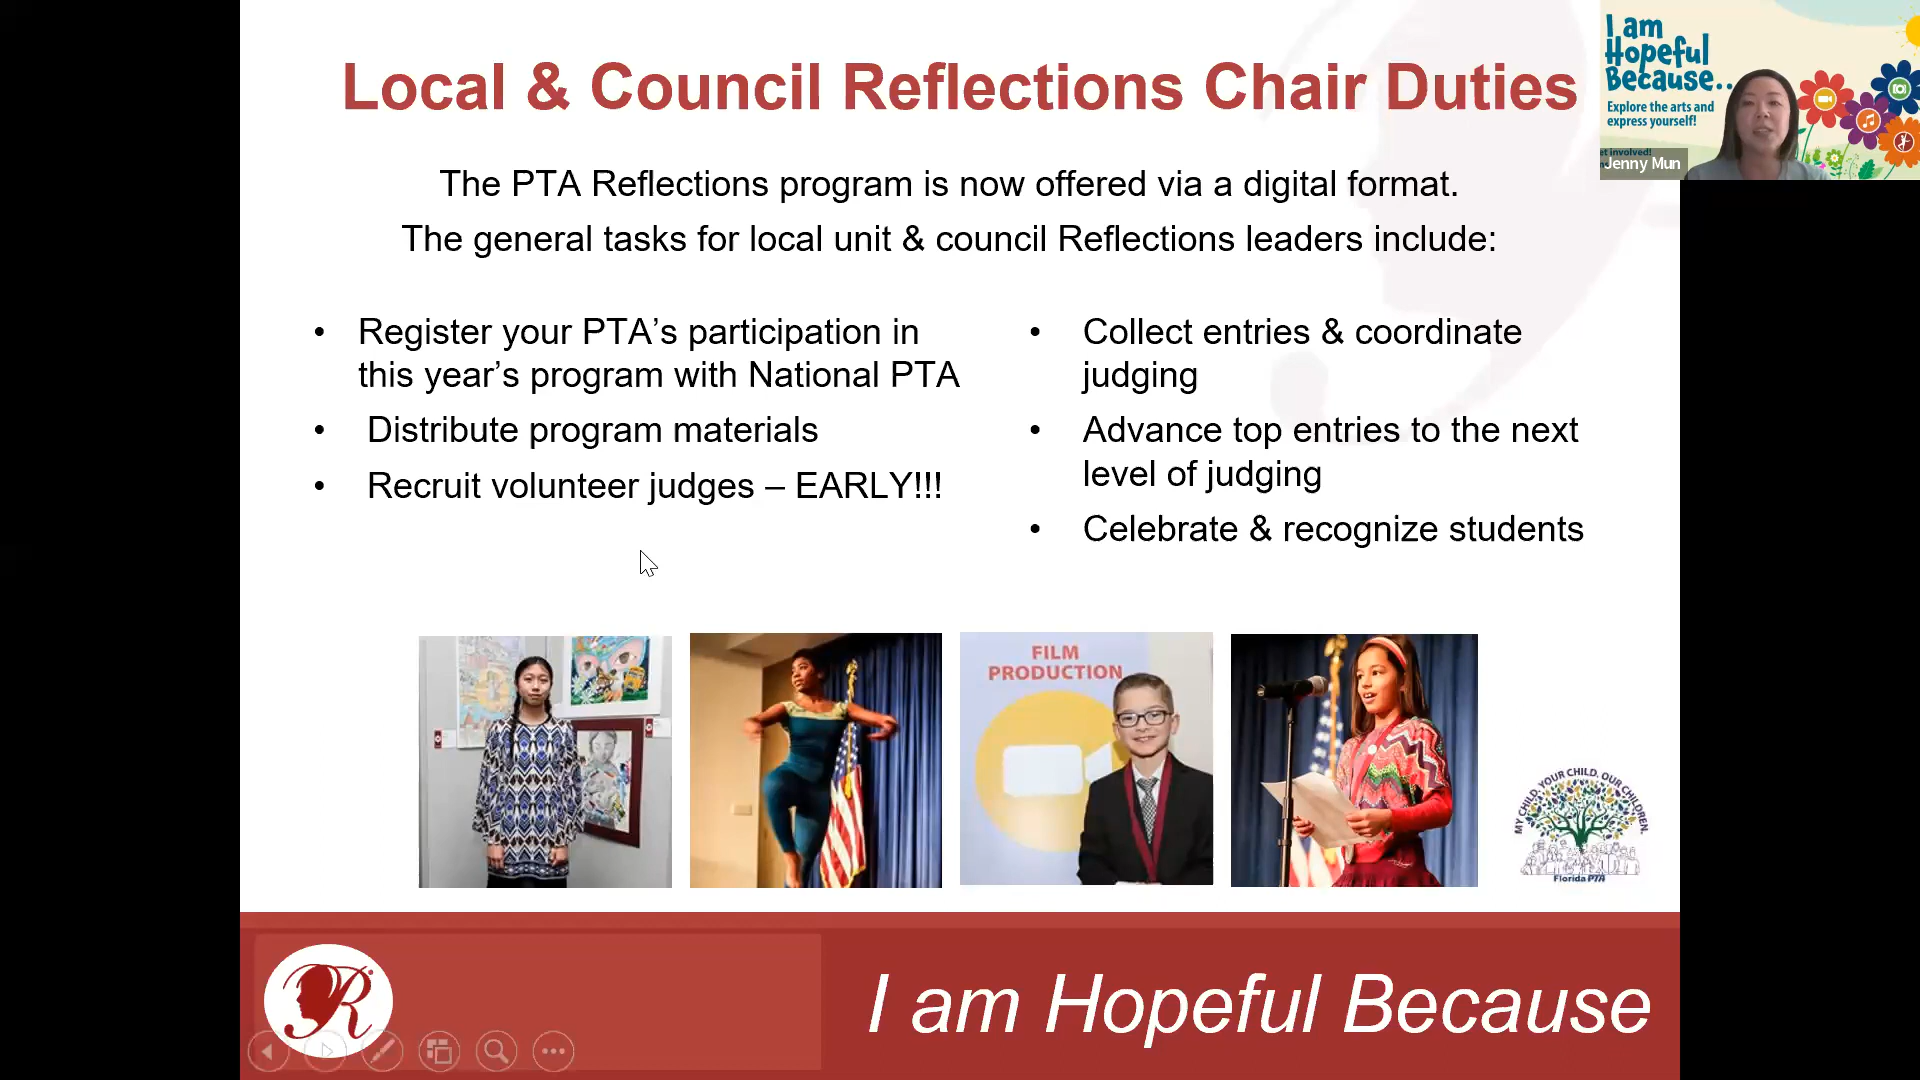 Local & Council Reflections Chair Duties
The PTA Reflections program is now offered via a digital format.
The general tasks for local unit & council Reflections leaders include:
• Register your PTA’s participation in
this year’s program with National PTA
• Distribute program materials
• Recruit volunteer judges – EARLY!!!
• Collect entries & coordinate
judging
• Advance top entries to the next
level of judging
• Celebrate & recognize students
FILM
PRODUCTION
MY CHILD, YOUR CHILD, OUR CHILDREN.
Florida PTA
R
I am Hopeful Because
I am
Hopeful
Because..
Explore the arts and
express yourself!
et involved!
Jenny Mun